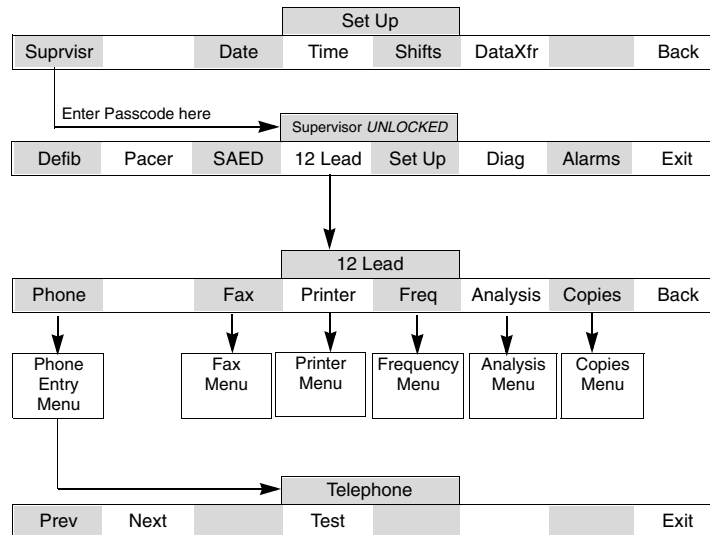 Set Up
Suprvisr Date Time Shifts DataXfr Back
Enter Passcode here
Supervisor UNLOCKED
Defib Pacer SAED 12 Lead Set Up Diag Alarms Exit
12 Lead
Phone Fax Printer Freq Analysis Copies Back
Phone
Entry
Menu
Fax
Menu
Printer
Menu
Frequency
Menu
Analysis
Menu
Copies
Menu
Telephone
Prev Next Test Exit